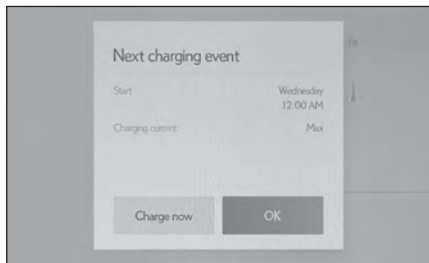 Next charging event
Start
Wednesday
12:00 AM
Charging current
Max
Charge now
OK